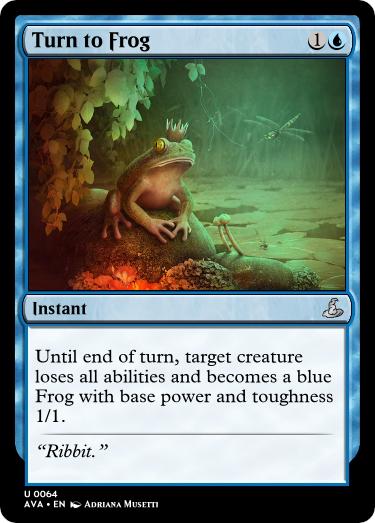 Turn to Frog 1
Instant
Until end of turn, target creature
loses all abilities and becomes a blue
Frog with base power and toughness
1/1.
“Ribbit.”
U 0064
AVA • EN Adriana Musetti